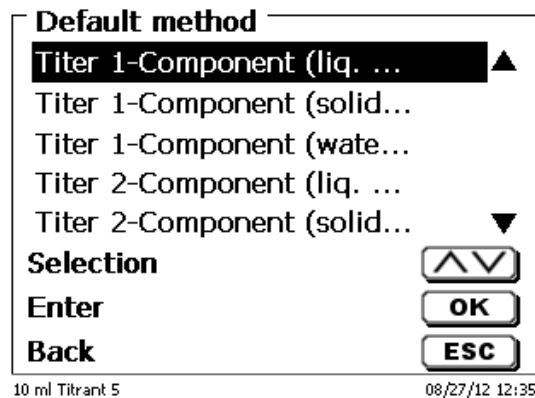 Default method
Titer 1-Component (liq. ...
Titer 1-Component (solid...
Titer 1-Component (wate...
Titer 2-Component (liq. ...
Titer 2-Component (solid...
Selection
Enter OK
Back ESC
10 ml Titrant 5 08/27/12 12:35